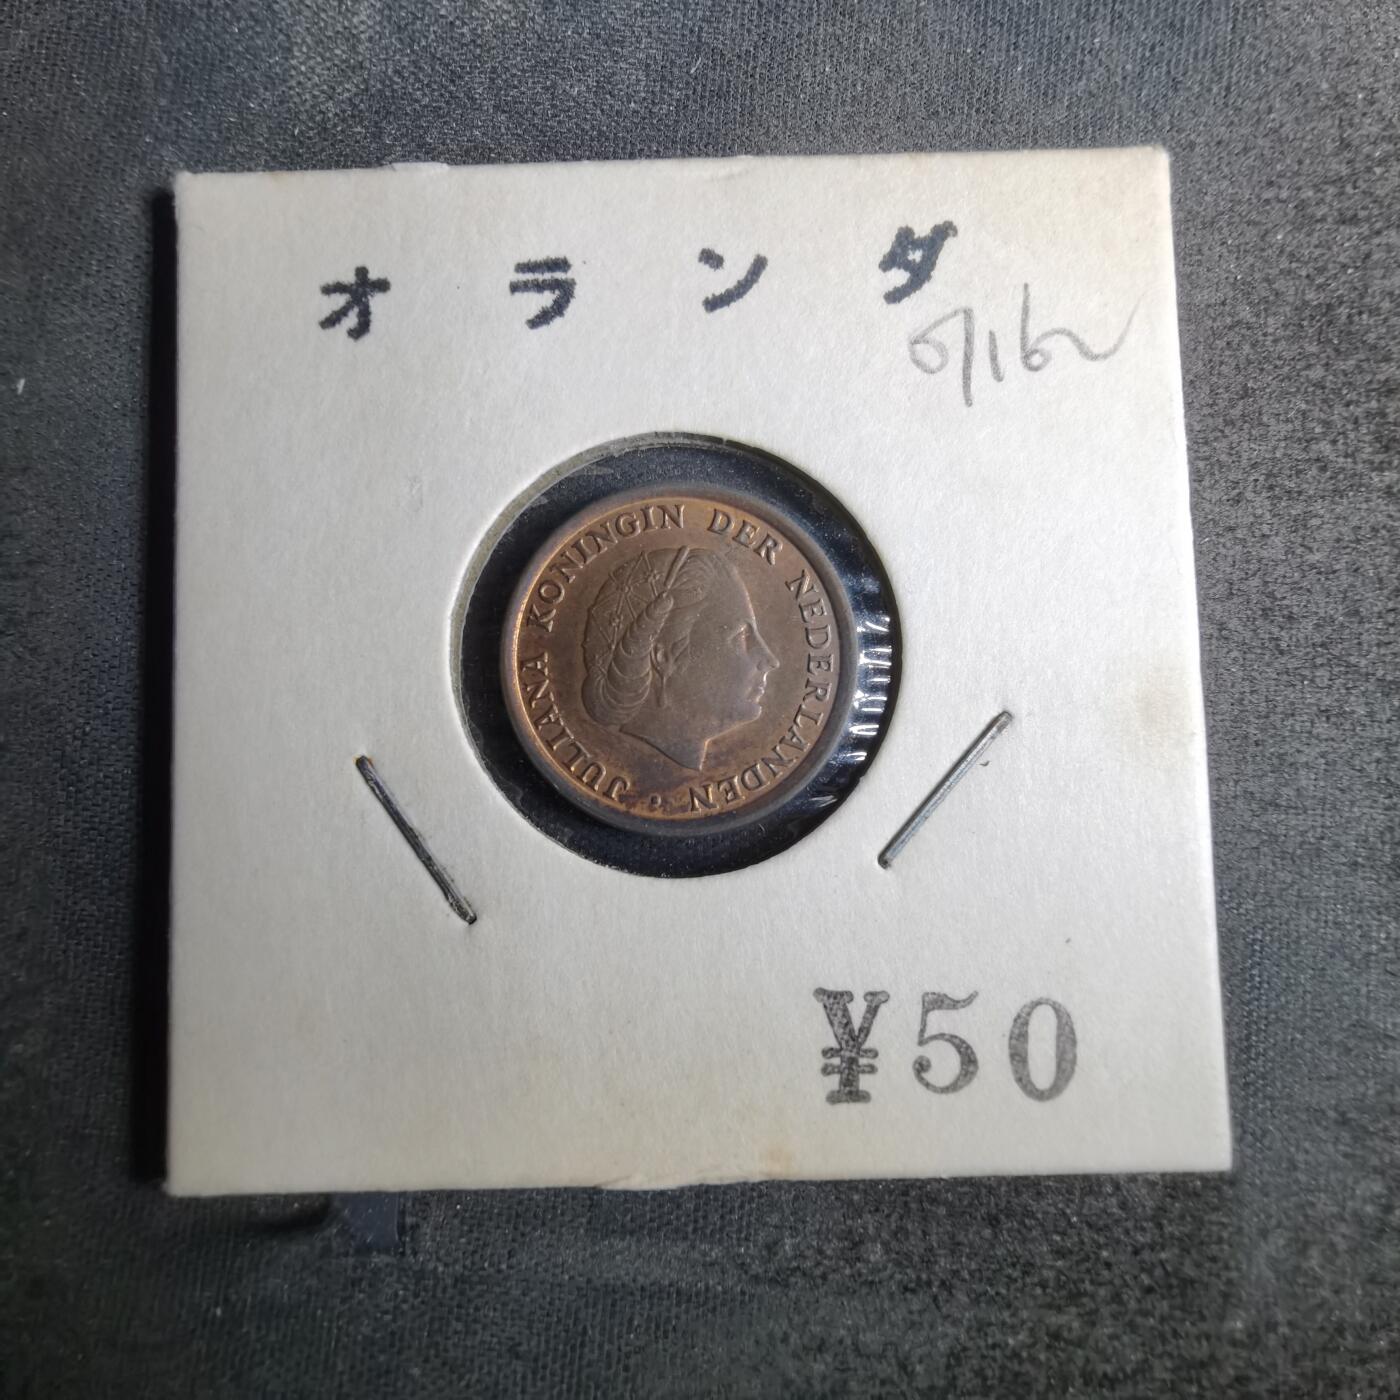 オランダ
JULIANA KONINGIN DER NEDERLANDEN
¥50